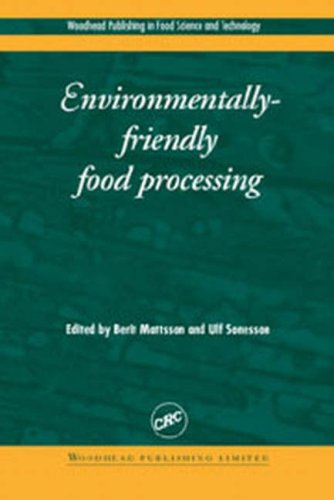 Woodhead Publishing in Food Science and Technology
Environmentally-
friendly
food processing
Edited by Berit Mattsson and Ulf Sonesson
CRC
WOODHEAD PUBLISHING LIMITED